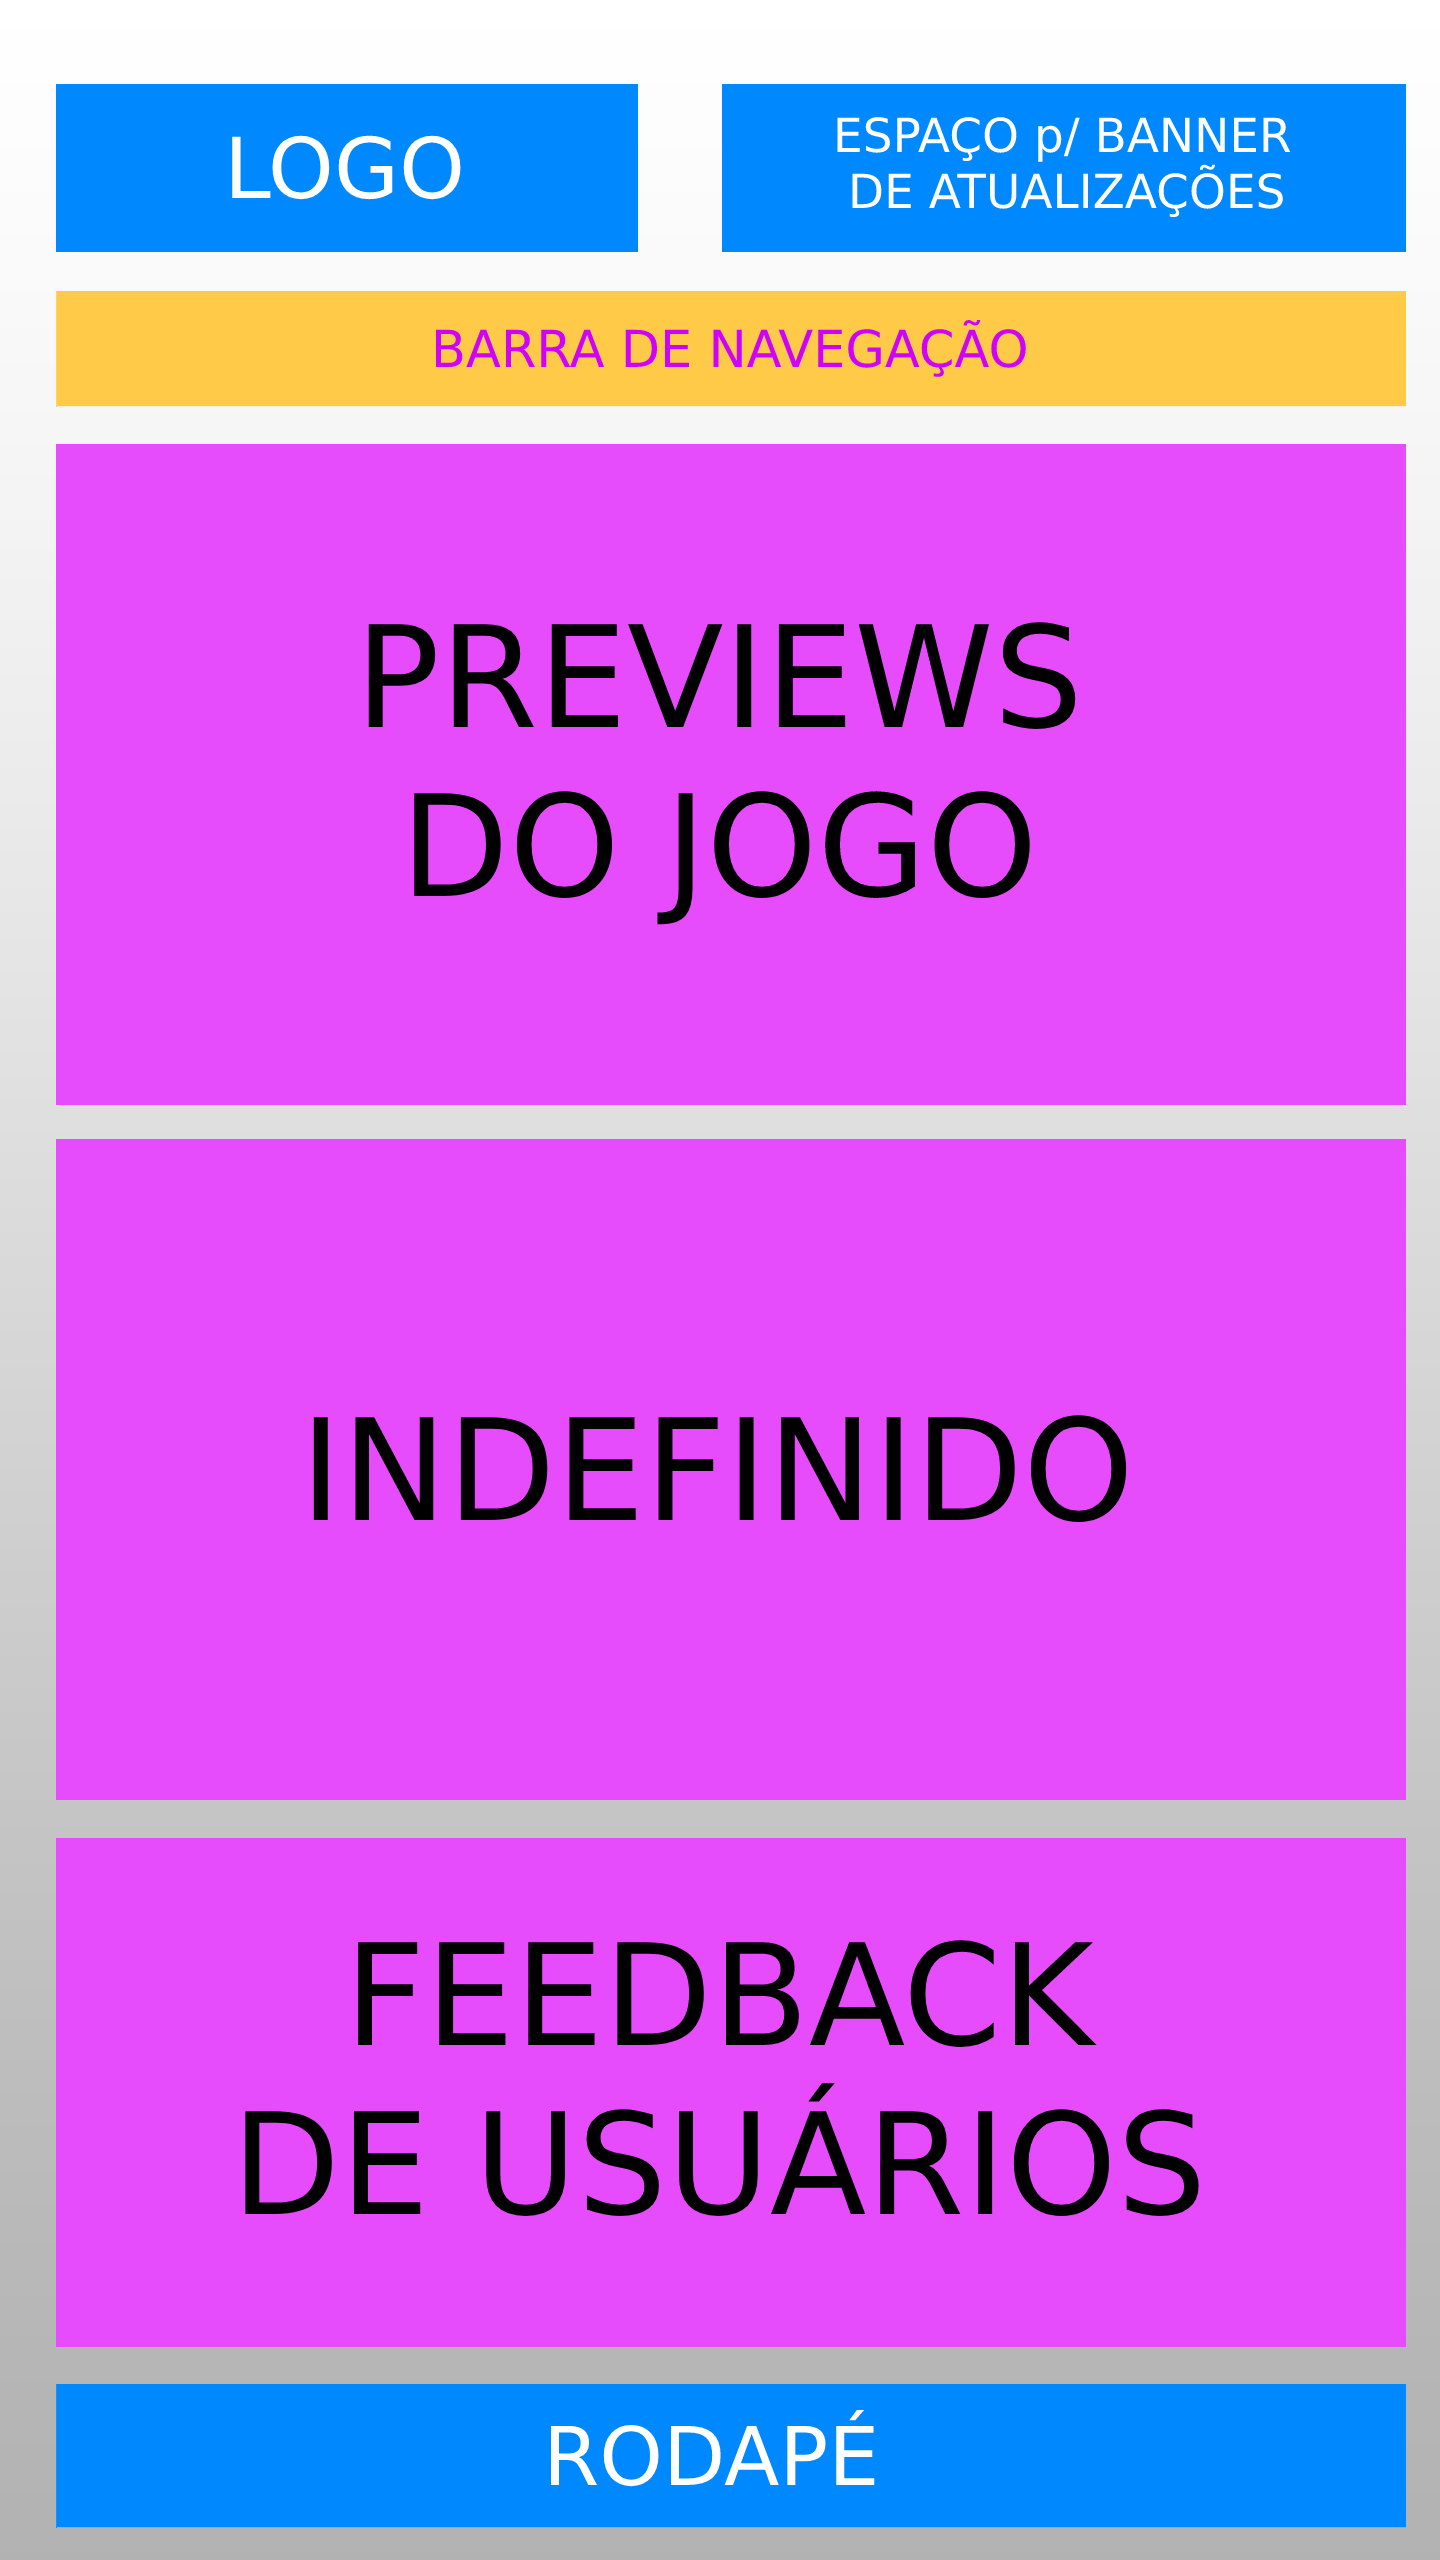 LOGO
ESPAÇO p/ BANNER
DE ATUALIZAÇÕES
BARRA DE NAVEGAÇÃO
PREVIEWS
DO JOGO
INDEFINIDO
FEEDBACK
DE USUÁRIOS
RODAPÉ